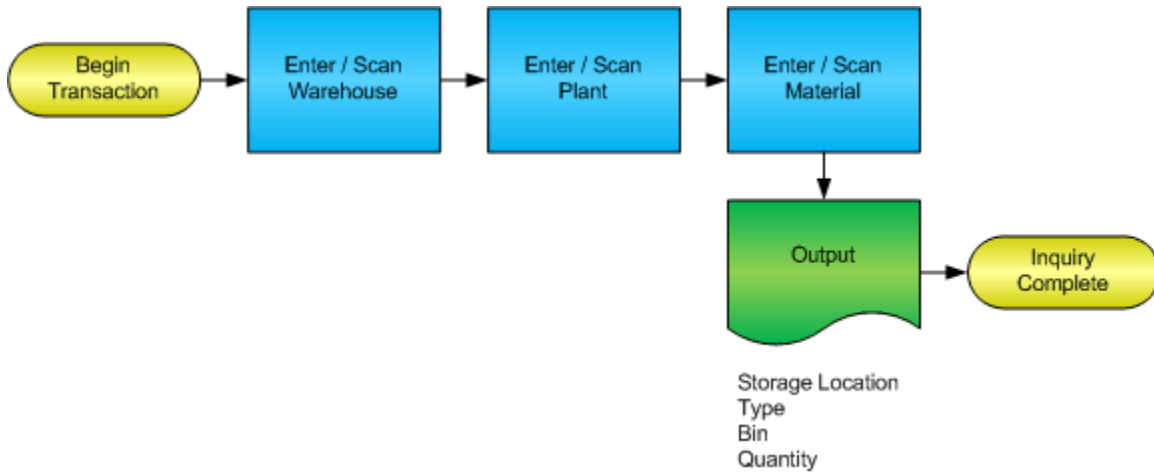 Begin
Transaction
Enter / Scan
Warehouse
Enter / Scan
Plant
Enter / Scan
Material
Output
Inquiry
Complete
Storage Location
Type
Bin
Quantity